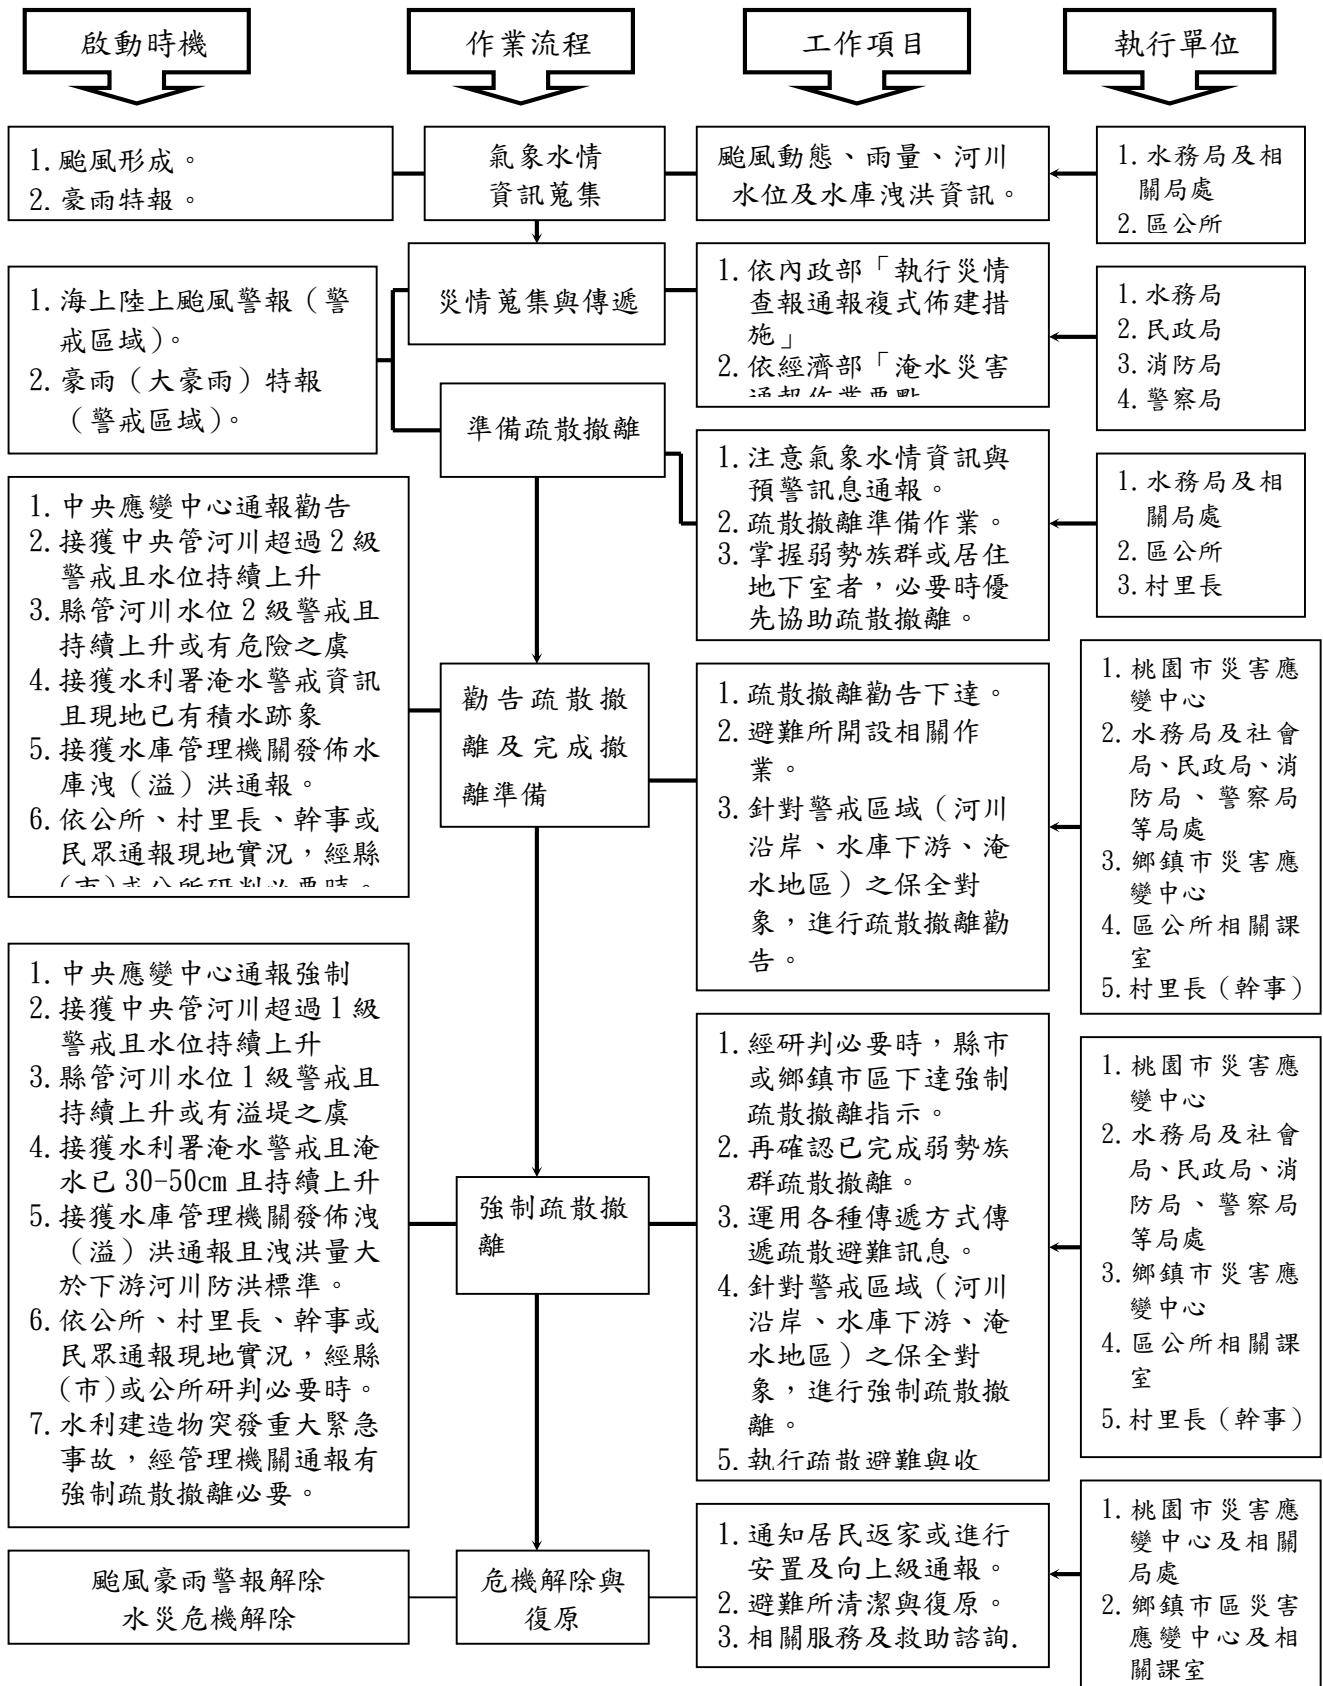 啟動時機
作業流程
工作項目
執行單位
1.颱風形成。
2.豪雨特報。
氣象水情
資訊蒐集
颱風動態、雨量、河川
水位及水庫洩洪資訊。
1.水務局及相
關局處
2.區公所
1.海上陸上颱風警報（警
戒區域）。
2.豪雨（大豪雨）特報
（警戒區域）。
災情蒐集與傳遞
1.依內政部「執行災情
查報通報複式佈建措
施」
2.依經濟部「淹水災害
通報作業要點
1.水務局
2.民政局
3.消防局
4.警察局
準備疏散撤離
1.注意氣象水情資訊與
預警訊息通報。
2.疏散撤離準備作業。
3.掌握弱勢族群或居住
地下室者，必要時優
先協助疏散撤離。
1.水務局及相
關局處
2.區公所
3.村里長
1.中央應變中心通報勸告
2.接獲中央管河川超過2級
警戒且水位持續上升
3.縣管河川水位2級警戒且
持續上升或有危險之虞
4.接獲水利署淹水警戒資訊
且現地已有積水跡象
5.接獲水庫管理機關發佈水
庫洩（溢）洪通報。
6.依公所、村里長、幹事或
民眾通報現地實況，經縣
(市)或公所研判必要時。
勸告疏散撤
離及完成撤
離準備
1.疏散撤離勸告下達。
2.避難所開設相關作
業。
3.針對警戒區域（河川
沿岸、水庫下游、淹
水地區）之保全對
象，進行疏散撤離勸
告。
1.桃園市災害應
變中心
2.水務局及社會
局、民政局、消
防局、警察局
等局處
3.鄉鎮市災害應
變中心
4.區公所相關課
室
5.村里長（幹事）
1.中央應變中心通報強制
2.接獲中央管河川超過1級
警戒且水位持續上升
3.縣管河川水位1級警戒且
持續上升或有溢堤之虞
4.接獲水利署淹水警戒且淹
水已30-50cm且持續上升
5.接獲水庫管理機關發佈洩
（溢）洪通報且洩洪量大
於下游河川防洪標準。
6.依公所、村里長、幹事或
民眾通報現地實況，經縣
(市)或公所研判必要時。
7.水利建造物突發重大緊急
事故，經管理機關通報有
強制疏散撤離必要。
強制疏散撤
離
1.經研判必要時，縣市
或鄉鎮市區下達強制
疏散撤離指示。
2.再確認已完成弱勢族
群疏散撤離。
3.運用各種傳遞方式傳
遞疏散避難訊息。
4.針對警戒區域（河川
沿岸、水庫下游、淹
水地區）之保全對
象，進行強制疏散撤
離。
5.執行疏散避難與收
1.桃園市災害應
變中心
2.水務局及社會
局、民政局、消
防局、警察局
等局處
3.鄉鎮市災害應
變中心
4.區公所相關課
室
5.村里長（幹事）
颱風豪雨警報解除
水災危機解除
危機解除與
復原
1.通知居民返家或進行
安置及向上級通報。
2.避難所清潔與復原。
3.相關服務及救助諮詢.
1.桃園市災害應
變中心及相關
局處
2.鄉鎮市區災害
應變中心及相
關課室